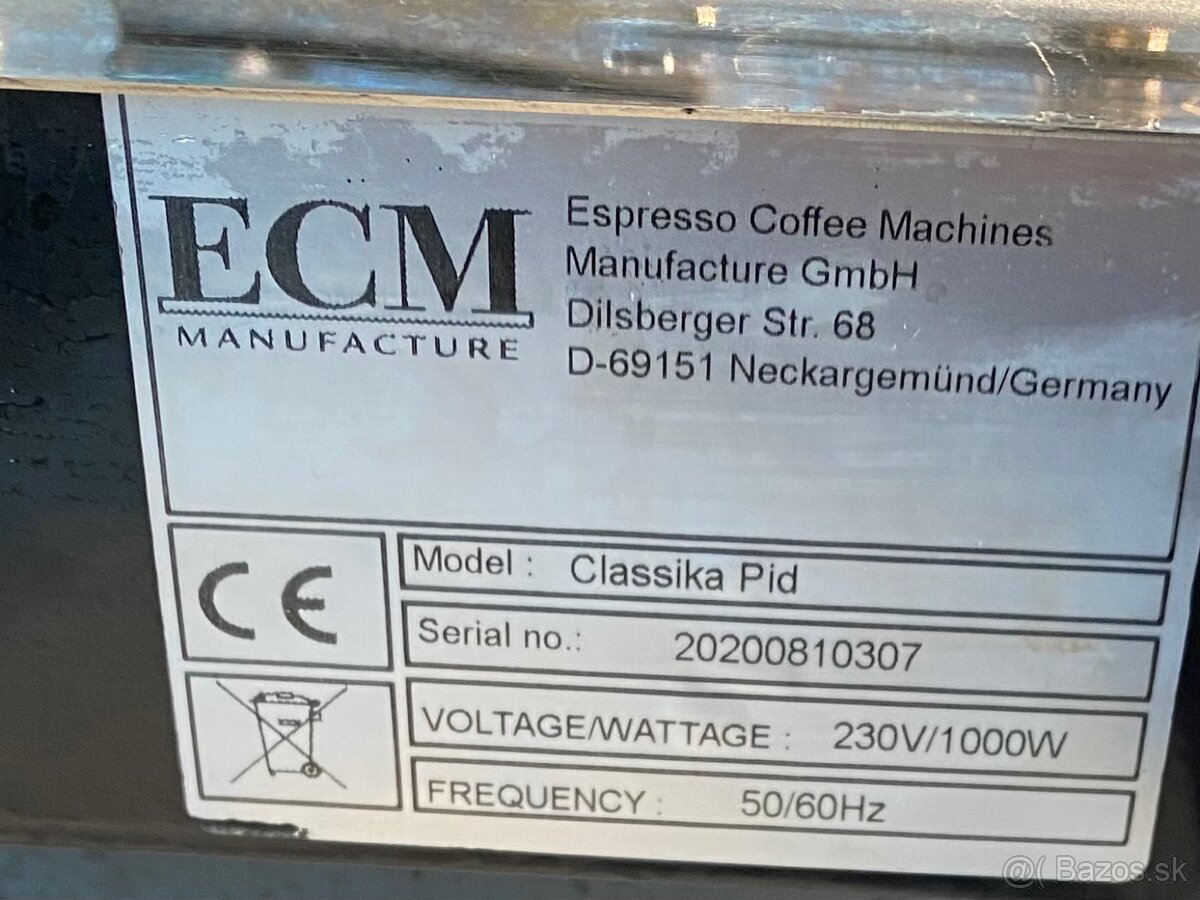 ECM
MANUFACTURE
Espresso Coffee Machines
Manufacture GmbH
Dilsberger Str. 68
D-69151 Neckargemünd/Germany
CE
Model : Classika Pid
Serial no.: 20200810307
VOLTAGE/WATTAGE : 230V/1000W
FREQUENCY : 50/60Hz
@( Bazos.sk